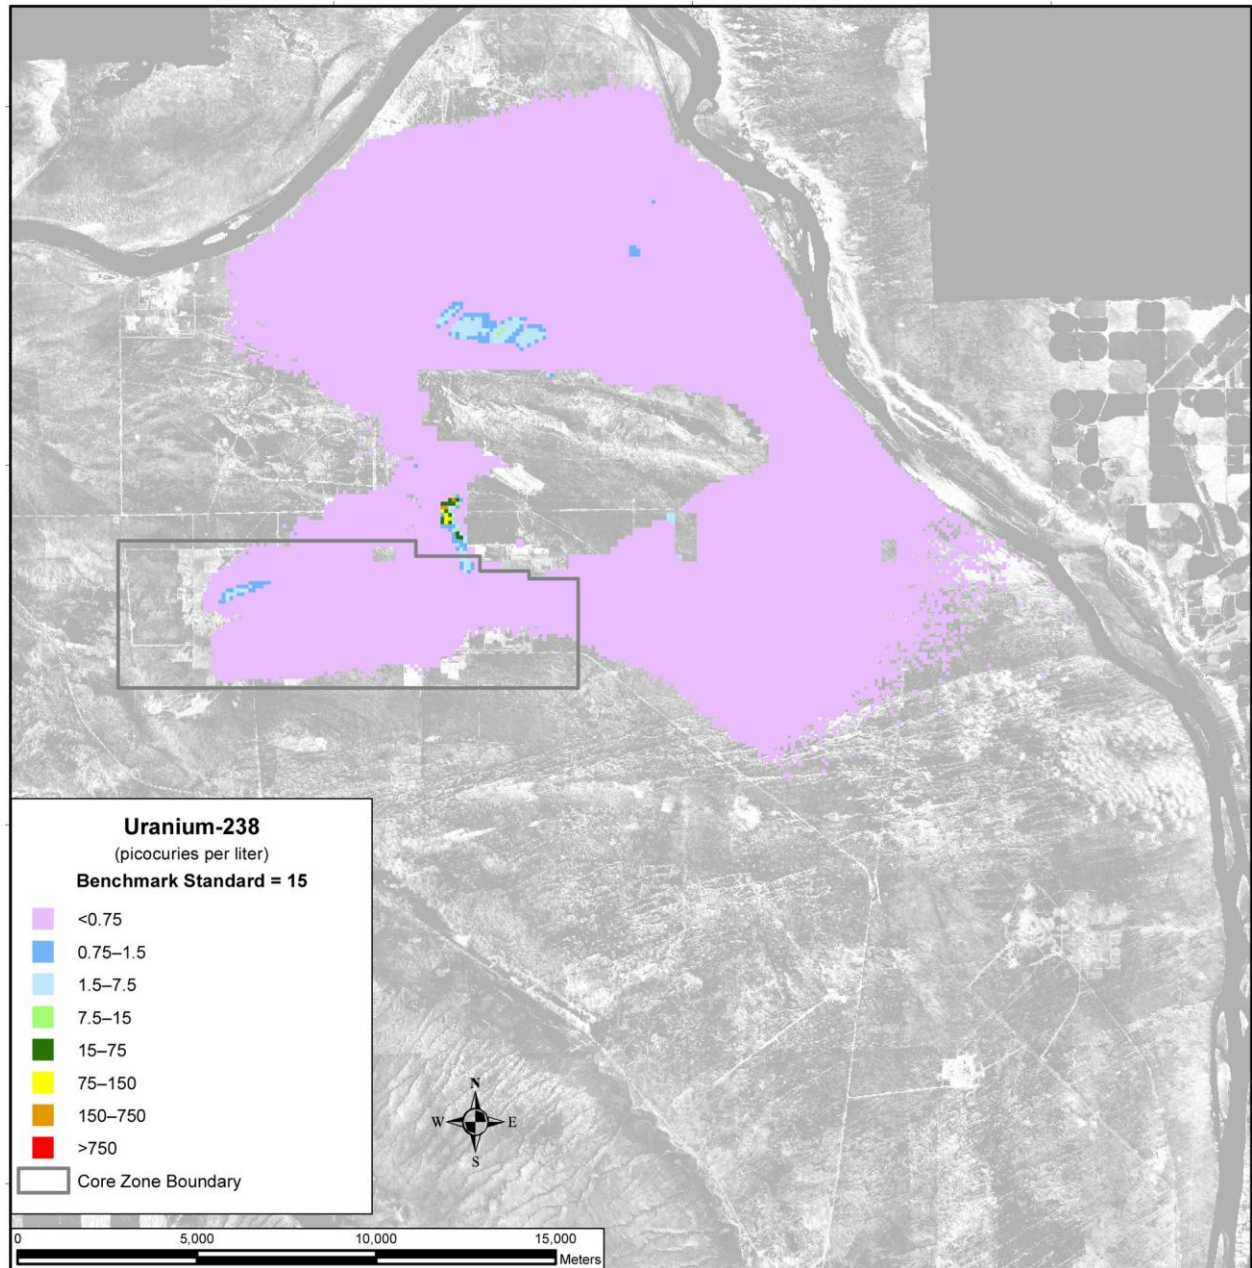 Uranium-238
(picocuries per liter)
Benchmark Standard = 15
<0.75
0.75–1.5
1.5–7.5
7.5–15
15–75
75–150
150–750
>750
Core Zone Boundary
N
W E
S
0 5,000 10,000 15,000
Meters